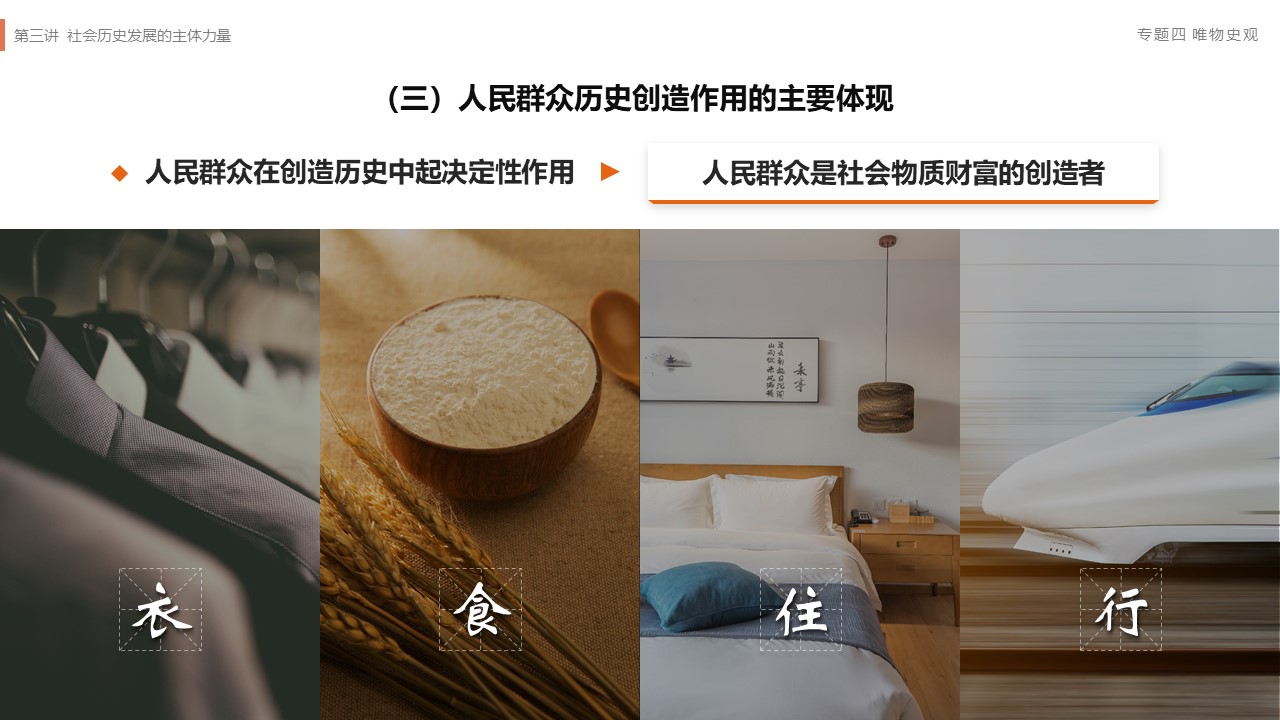 第三讲 社会历史发展的主体力量
专题四 唯物史观
（三）人民群众历史创造作用的主要体现
人民群众在创造历史中起决定性作用
人民群众是社会物质财富的创造者
衣
食
住
行